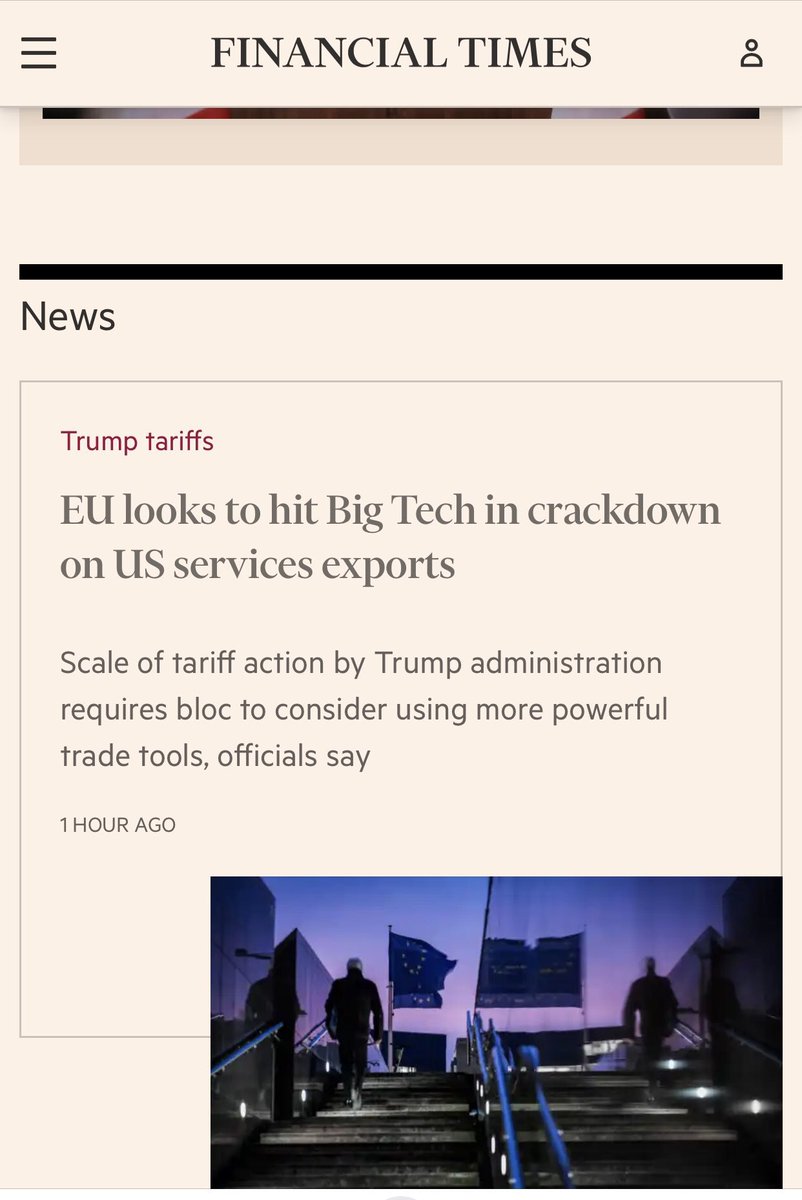 FINANCIAL TIMES
News
Trump tariffs
EU looks to hit Big Tech in crackdown
on US services exports
Scale of tariff action by Trump administration
requires bloc to consider using more powerful
trade tools, officials say
1 HOUR AGO